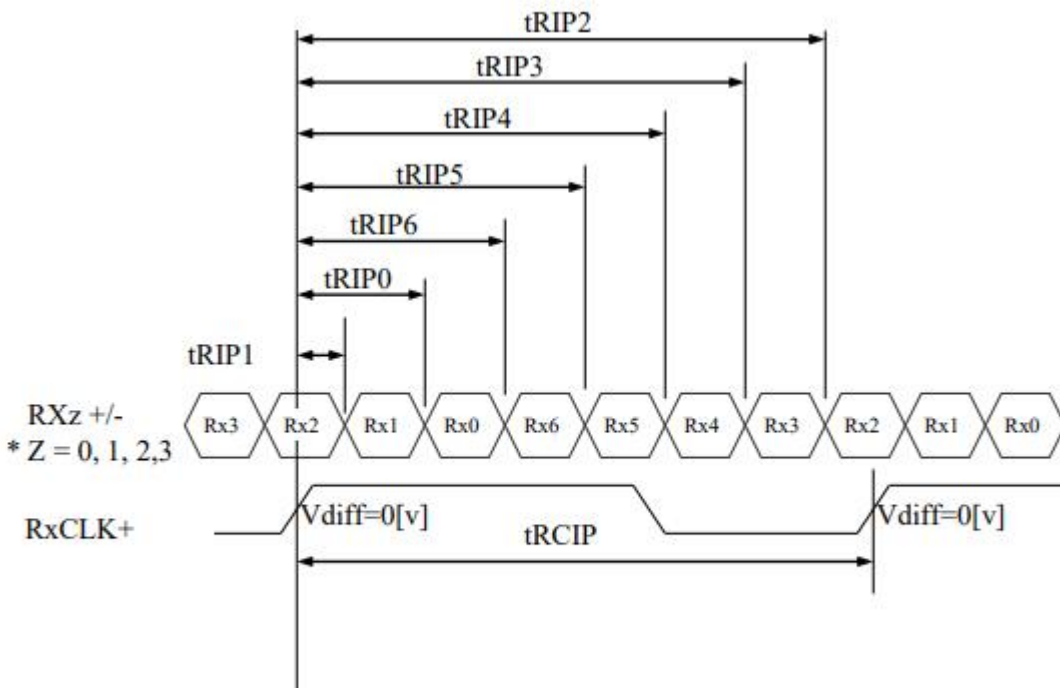 tRIP2
tRIP3
tRIP4
tRIP5
tRIP6
tRIP0
tRIP1
RXz +/-
* Z = 0, 1, 2,3
Rx3 Rx2 Rx1 Rx0 Rx6 Rx5 Rx4 Rx3 Rx2 Rx1 Rx0
RxCLK+
Vdiff=0[v] Vdiff=0[v]
tRCIP